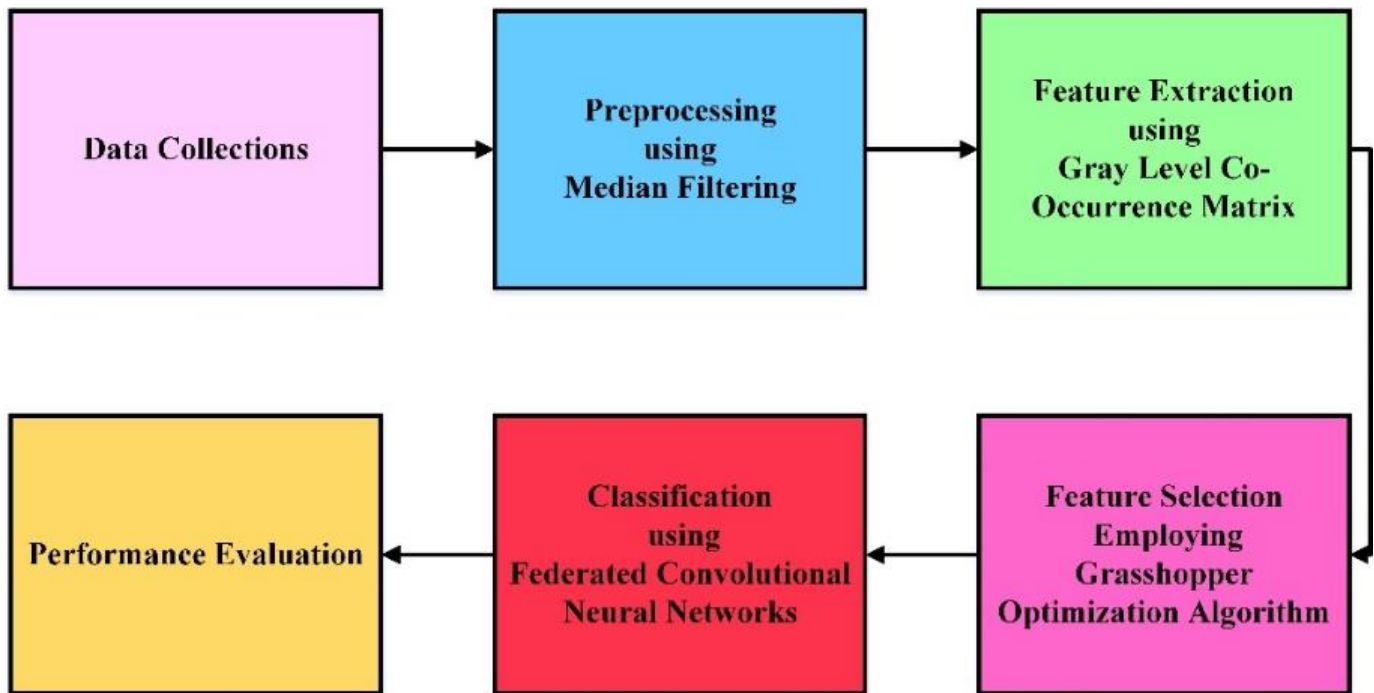 Data Collections
Preprocessing
using
Median Filtering
Feature Extraction
using
Gray Level Co-
Occurrence Matrix
Feature Selection
Employing
Grasshopper
Optimization Algorithm
Classification
using
Federated Convolutional
Neural Networks
Performance Evaluation